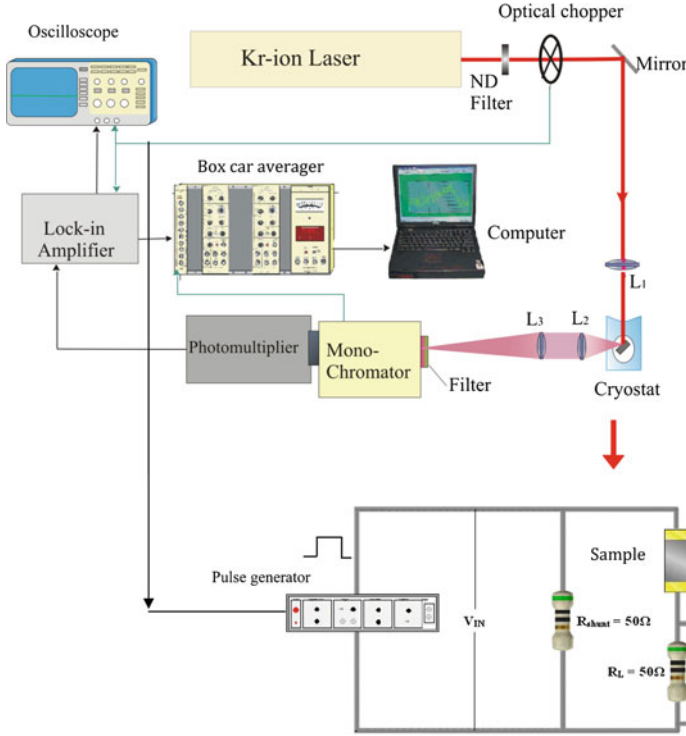 Optical chopper
Oscilloscope
Kr-ion Laser
ND
Filter
Mirror
Box car averager
Lock-in
Amplifier
Computer
L1
L3
L2
Photomultiplier
Mono-
Chromator
Filter
Cryostat
Sample
Pulse generator
VIN
Rshunt = 50Ω
RL = 50Ω